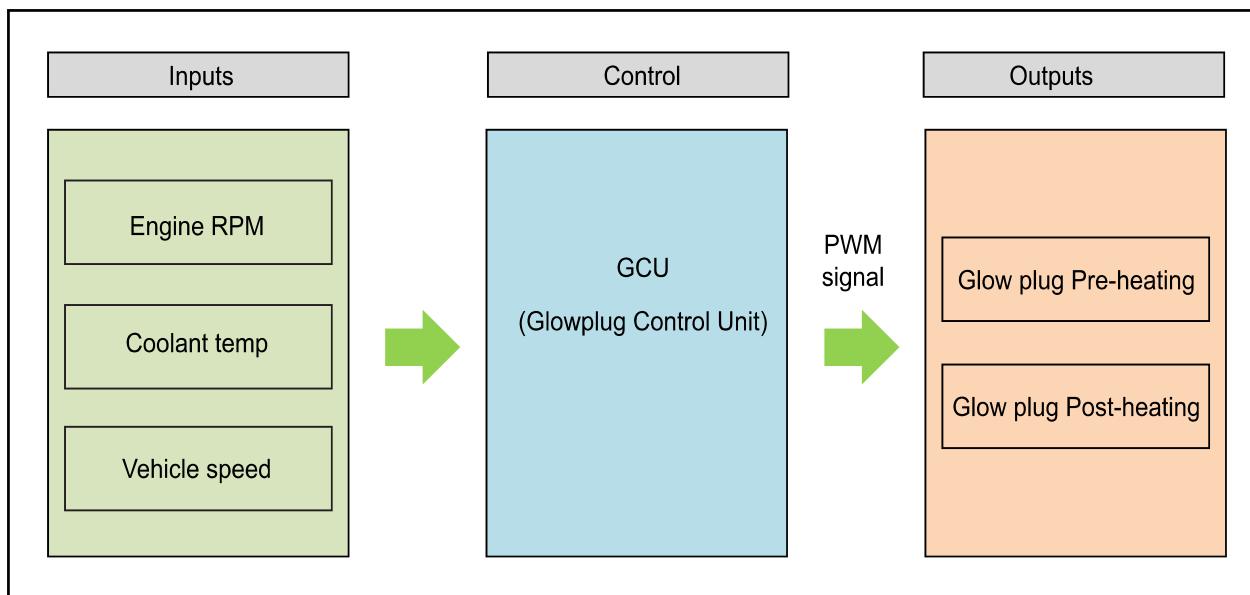 Inputs
Control
Outputs
Engine RPM
Coolant temp
Vehicle speed
GCU
(Glowplug Control Unit)
PWM
signal
Glow plug Pre-heating
Glow plug Post-heating